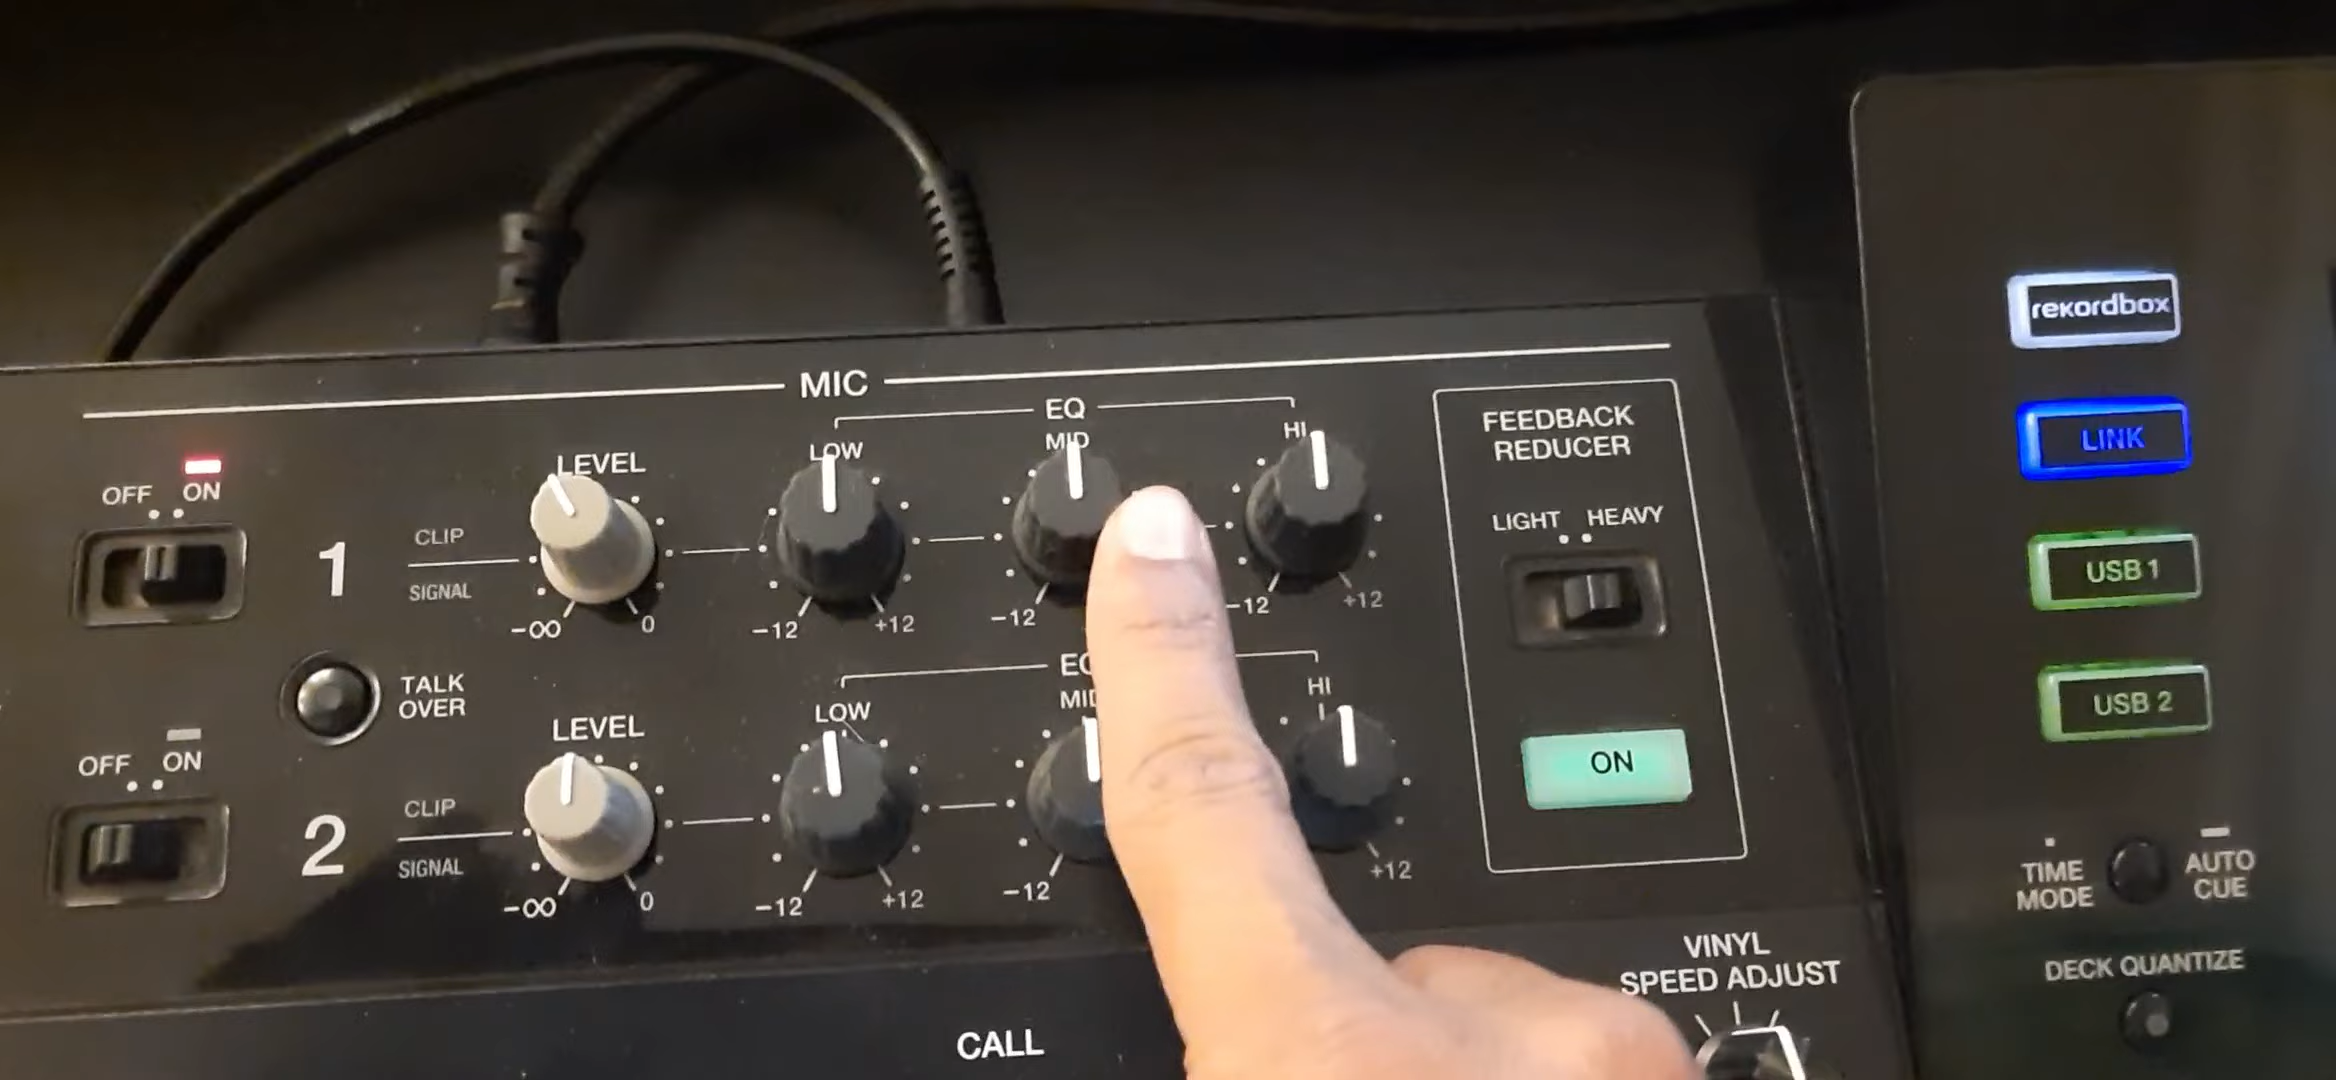 MIC
EQ
LOW MID HI
OFF ON
LEVEL
1
CLIP
SIGNAL
-∞ 0
-12 +12
-12
-12 +12
TALK
OVER
EQ
LOW MID HI
OFF ON
LEVEL
2
CLIP
SIGNAL
-∞ 0
-12 +12
-12
+12
FEEDBACK
REDUCER
LIGHT HEAVY
ON
CALL
VINYL
SPEED ADJUST
rekordbox
LINK
USB 1
USB 2
TIME
MODE
AUTO
CUE
DECK QUANTIZE